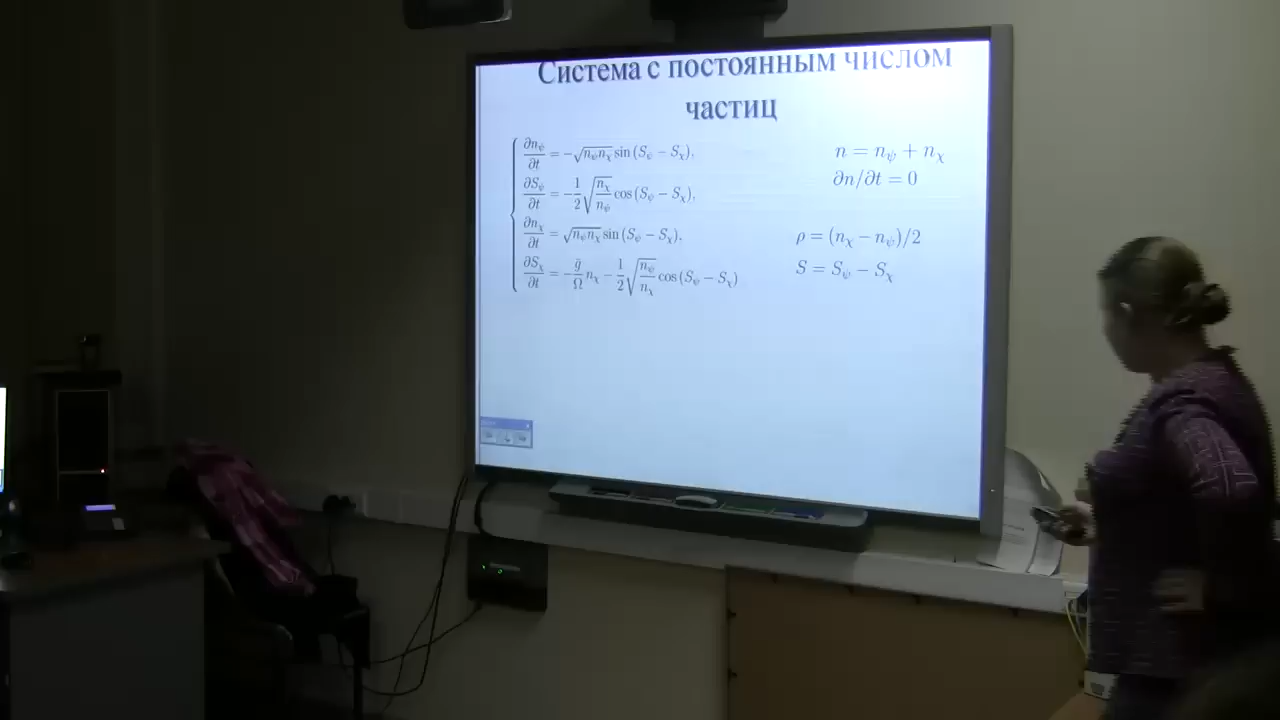 Система с постоянным числом
частиц
∂n_ψ/∂t = −√(n_ψ n_χ) sin (S_ψ − S_χ),
∂S_ψ/∂t = −1/2 √(n_χ/n_ψ) cos (S_ψ − S_χ),
∂n_χ/∂t = √(n_ψ n_χ) sin (S_ψ − S_χ),
∂S_χ/∂t = −g̃/Ω n_χ − 1/2 √(n_ψ/n_χ) cos (S_ψ − S_χ)
n = n_ψ + n_χ
∂n/∂t = 0
ρ = (n_χ − n_ψ)/2
S = S_ψ − S_χ